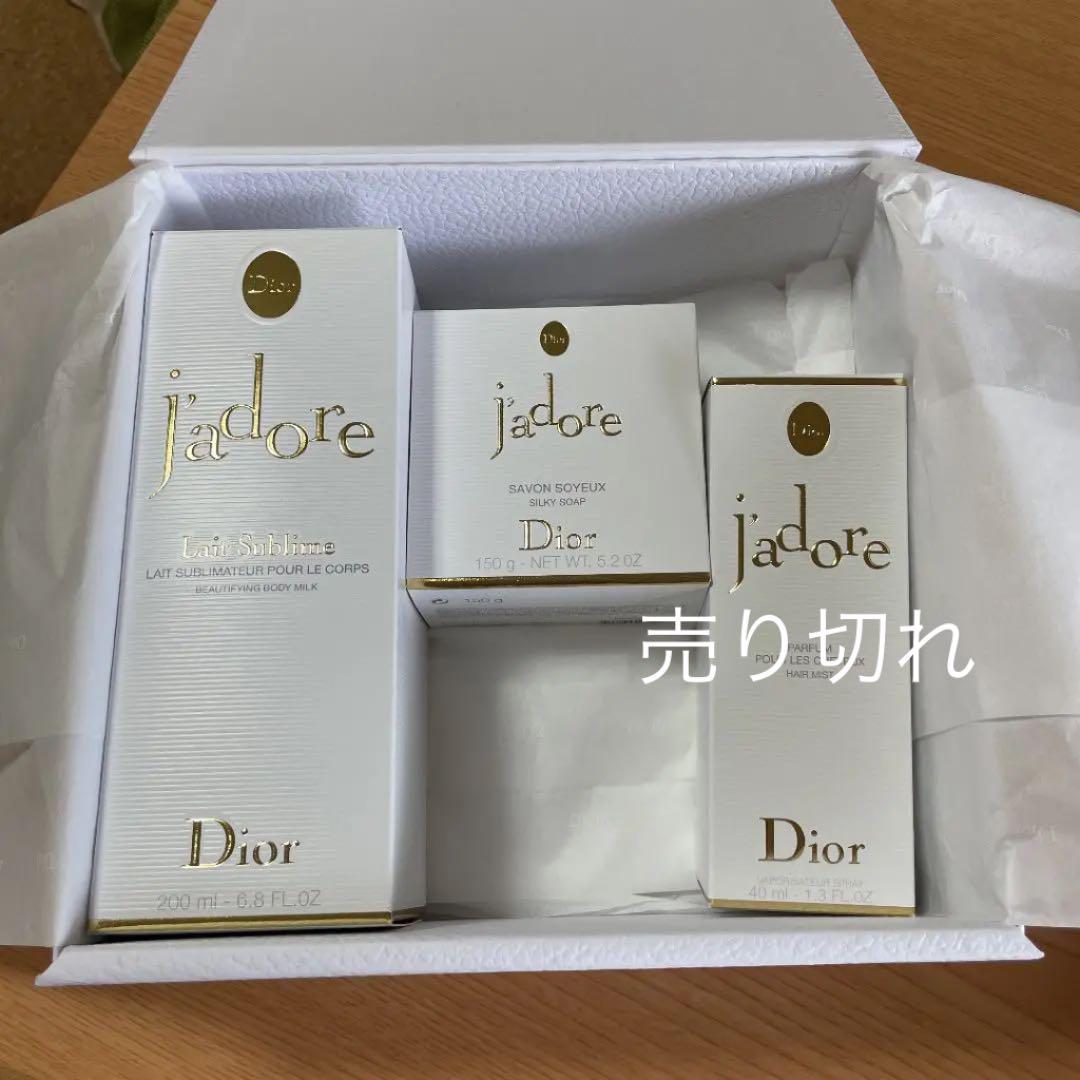 Dior
j'adore
Lait Sublime
LAIT SUBLIMATEUR POUR LE CORPS
BEAUTIFYING BODY MILK
Dior
200 ml - 6.8 FL.OZ
Dior
j'adore
SAVON SOYEUX
SILKY SOAP
Dior
150 g - NET WT. 5.2 OZ
150 g
Dior
j'adore
PARFUM
POUR LES CHEVEUX
HAIR MIST
Dior
VAPORISATEUR SPRAY
40 ml - 1.3 FL.OZ
売り切れ